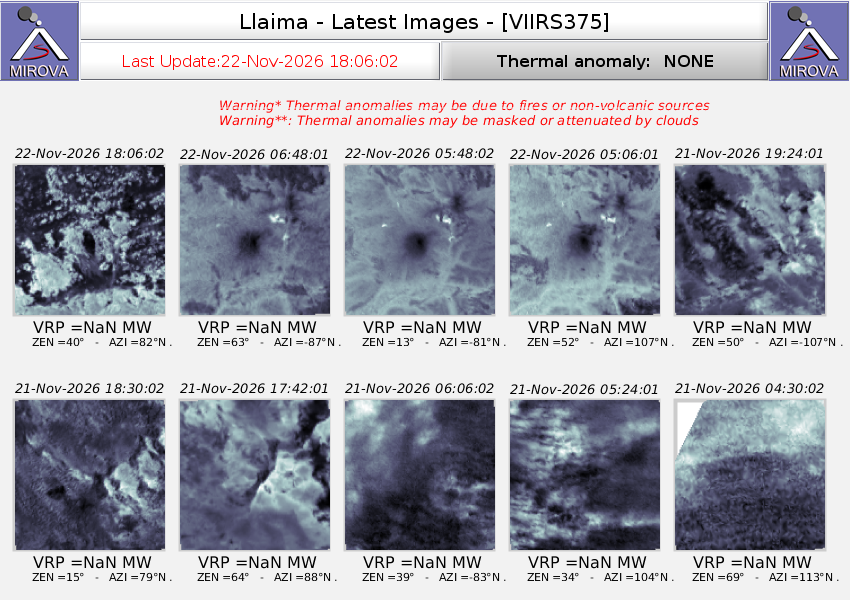 Llaima - Latest Images - [VIIRS375]
MIROVA
Last Update:22-Nov-2026 18:06:02
Thermal anomaly: NONE
MIROVA
Warning* Thermal anomalies may be due to fires or non-volcanic sources
Warning**: Thermal anomalies may be masked or attenuated by clouds
22-Nov-2026 18:06:02 22-Nov-2026 06:48:01 22-Nov-2026 05:48:02 22-Nov-2026 05:06:01 21-Nov-2026 19:24:01
VRP =NaN MW VRP =NaN MW VRP =NaN MW VRP =NaN MW VRP =NaN MW
ZEN =40° - AZI =82°N . ZEN =63° - AZI =-87°N . ZEN =13° - AZI =-81°N . ZEN =52° - AZI =107°N . ZEN =50° - AZI =-107°N .
21-Nov-2026 18:30:02 21-Nov-2026 17:42:01 21-Nov-2026 06:06:02 21-Nov-2026 05:24:01 21-Nov-2026 04:30:02
VRP =NaN MW VRP =NaN MW VRP =NaN MW VRP =NaN MW VRP =NaN MW
ZEN =15° - AZI =79°N . ZEN =64° - AZI =88°N . ZEN =39° - AZI =-83°N . ZEN =34° - AZI =104°N . ZEN =69° - AZI =113°N .